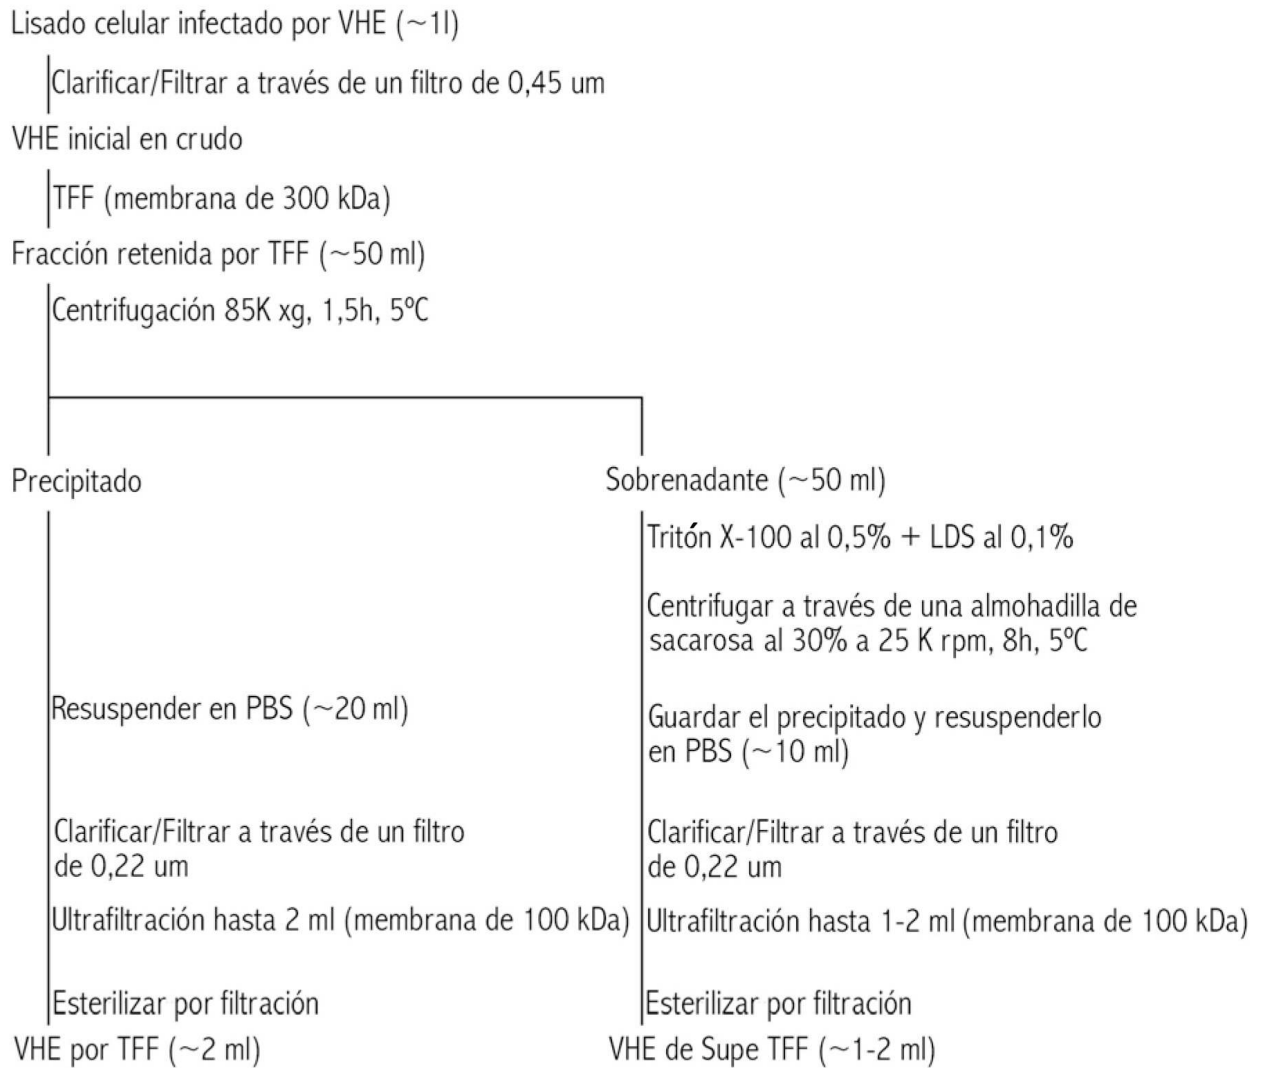 Lisado celular infectado por VHE (~1l)
Clarificar/Filtrar a través de un filtro de 0,45 um
VHE inicial en crudo
TFF (membrana de 300 kDa)
Fracción retenida por TFF (~50 ml)
Centrifugación 85K xg, 1,5h, 5ºC
Precipitado
Resuspender en PBS (~20 ml)
Clarificar/Filtrar a través de un filtro
de 0,22 um
Ultrafiltración hasta 2 ml (membrana de 100 kDa)
Esterilizar por filtración
VHE por TFF (~2 ml)
Sobrenadante (~50 ml)
Tritón X-100 al 0,5% + LDS al 0,1%
Centrifugar a través de una almohadilla de
sacarosa al 30% a 25 K rpm, 8h, 5ºC
Guardar el precipitado y resuspenderlo
en PBS (~10 ml)
Clarificar/Filtrar a través de un filtro
de 0,22 um
Ultrafiltración hasta 1-2 ml (membrana de 100 kDa)
Esterilizar por filtración
VHE de Supe TFF (~1-2 ml)